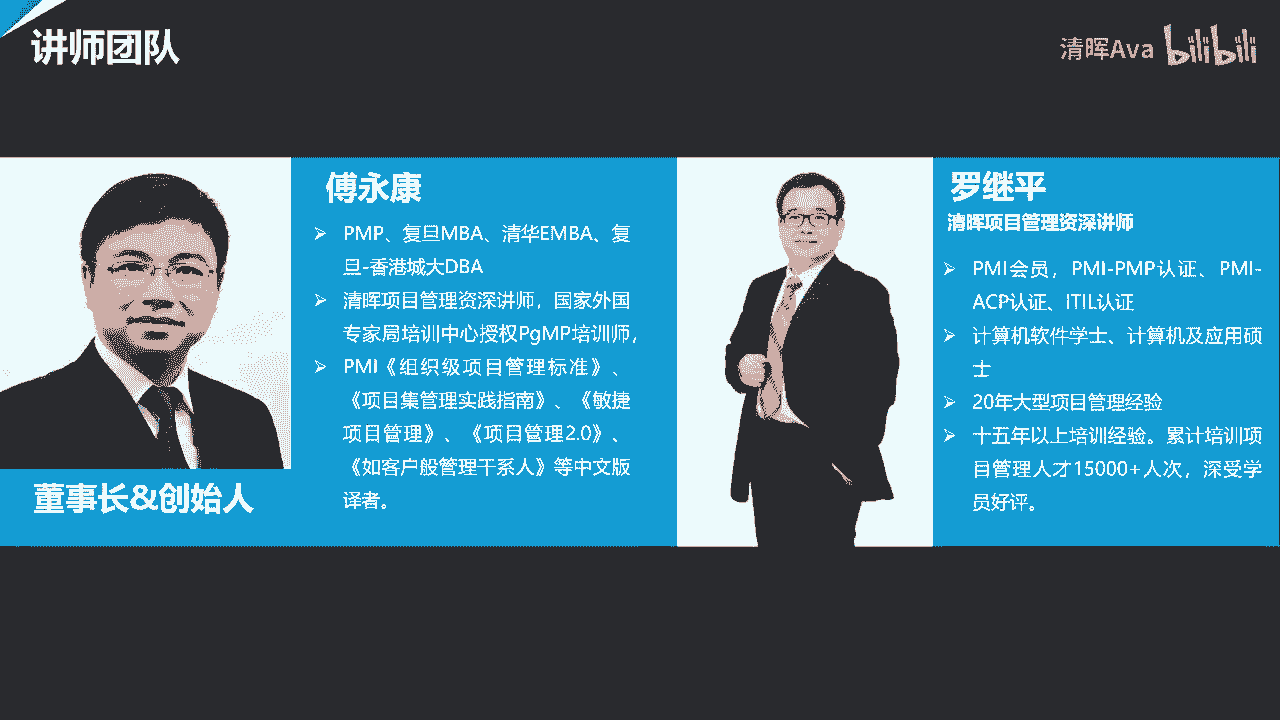 讲师团队
清晖Ava bilibili
傅永康
➢ PMP、复旦MBA、清华EMBA、复
旦-香港城大DBA
➢ 清晖项目管理资深讲师，国家外国
专家局培训中心授权PgMP培训师,
➢ PMI《组织级项目管理标准》、
《项目集管理实践指南》、《敏捷
项目管理》、《项目管理2.0》、
《如客户般管理干系人》等中文版
译者。
董事长&创始人
罗继平
清晖项目管理资深讲师
➢ PMI会员，PMI-PMP认证、PMI-
ACP认证、ITIL认证
➢ 计算机软件学士、计算机及应用硕
士
➢ 20年大型项目管理经验
➢ 十五年以上培训经验。累计培训项
目管理人才15000+人次，深受学
员好评。